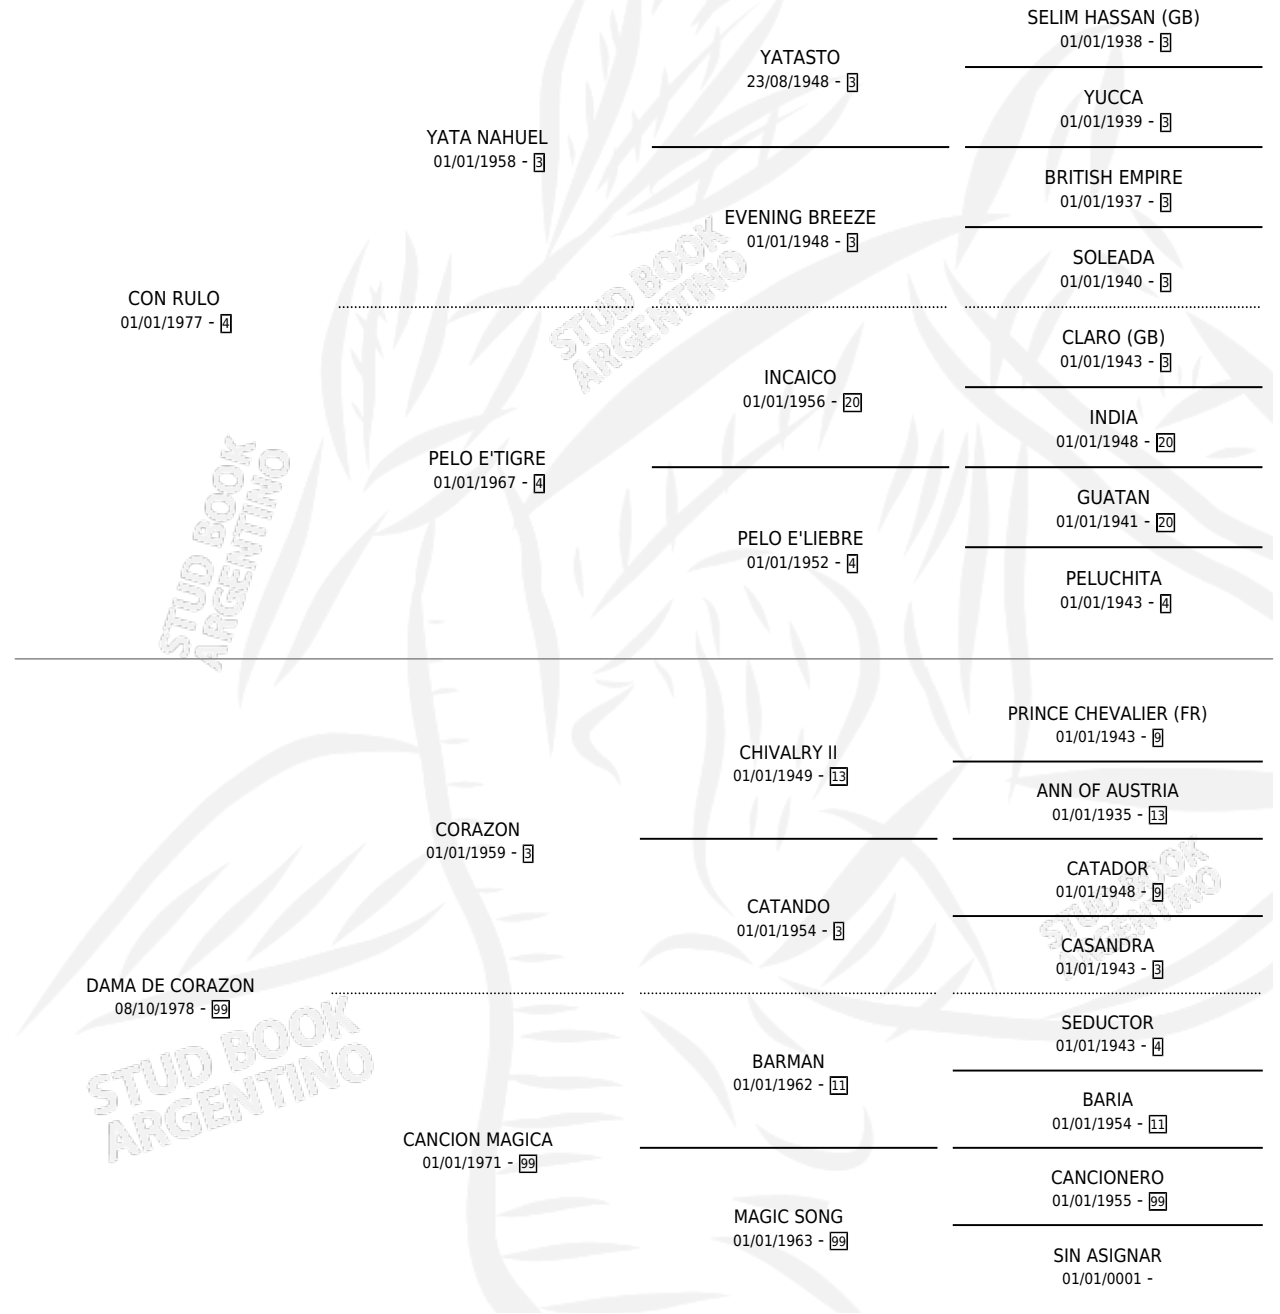 SELIM HASSAN (GB)
01/01/1938 - 3
YATASTO
23/08/1948 - 3
YUCCA
01/01/1939 - 3
YATA NAHUEL
01/01/1958 - 3
BRITISH EMPIRE
01/01/1937 - 3
EVENING BREEZE
01/01/1948 - 3
SOLEADA
01/01/1940 - 3
CON RULO
01/01/1977 - 4
CLARO (GB)
01/01/1943 - 3
INCAICO
01/01/1956 - 20
INDIA
01/01/1948 - 20
PELO E'TIGRE
01/01/1967 - 4
GUATAN
01/01/1941 - 20
PELO E'LIEBRE
01/01/1952 - 4
PELUCHITA
01/01/1943 - 4
STUD BOOK
ARGENTINO
STUD BOOK
ARGENTINO
PRINCE CHEVALIER (FR)
01/01/1943 - 9
CHIVALRY II
01/01/1949 - 13
ANN OF AUSTRIA
01/01/1935 - 13
CORAZON
01/01/1959 - 3
CATADOR
01/01/1948 - 9
CATANDO
01/01/1954 - 3
CASANDRA
01/01/1943 - 3
STUD BOOK
ARGENTINO
DAMA DE CORAZON
08/10/1978 - 99
SEDUCTOR
01/01/1943 - 4
BARMAN
01/01/1962 - 11
BARIA
01/01/1954 - 11
STUD BOOK
ARGENTINO
CANCION MAGICA
01/01/1971 - 99
CANCIONERO
01/01/1955 - 99
MAGIC SONG
01/01/1963 - 99
SIN ASIGNAR
01/01/0001 -